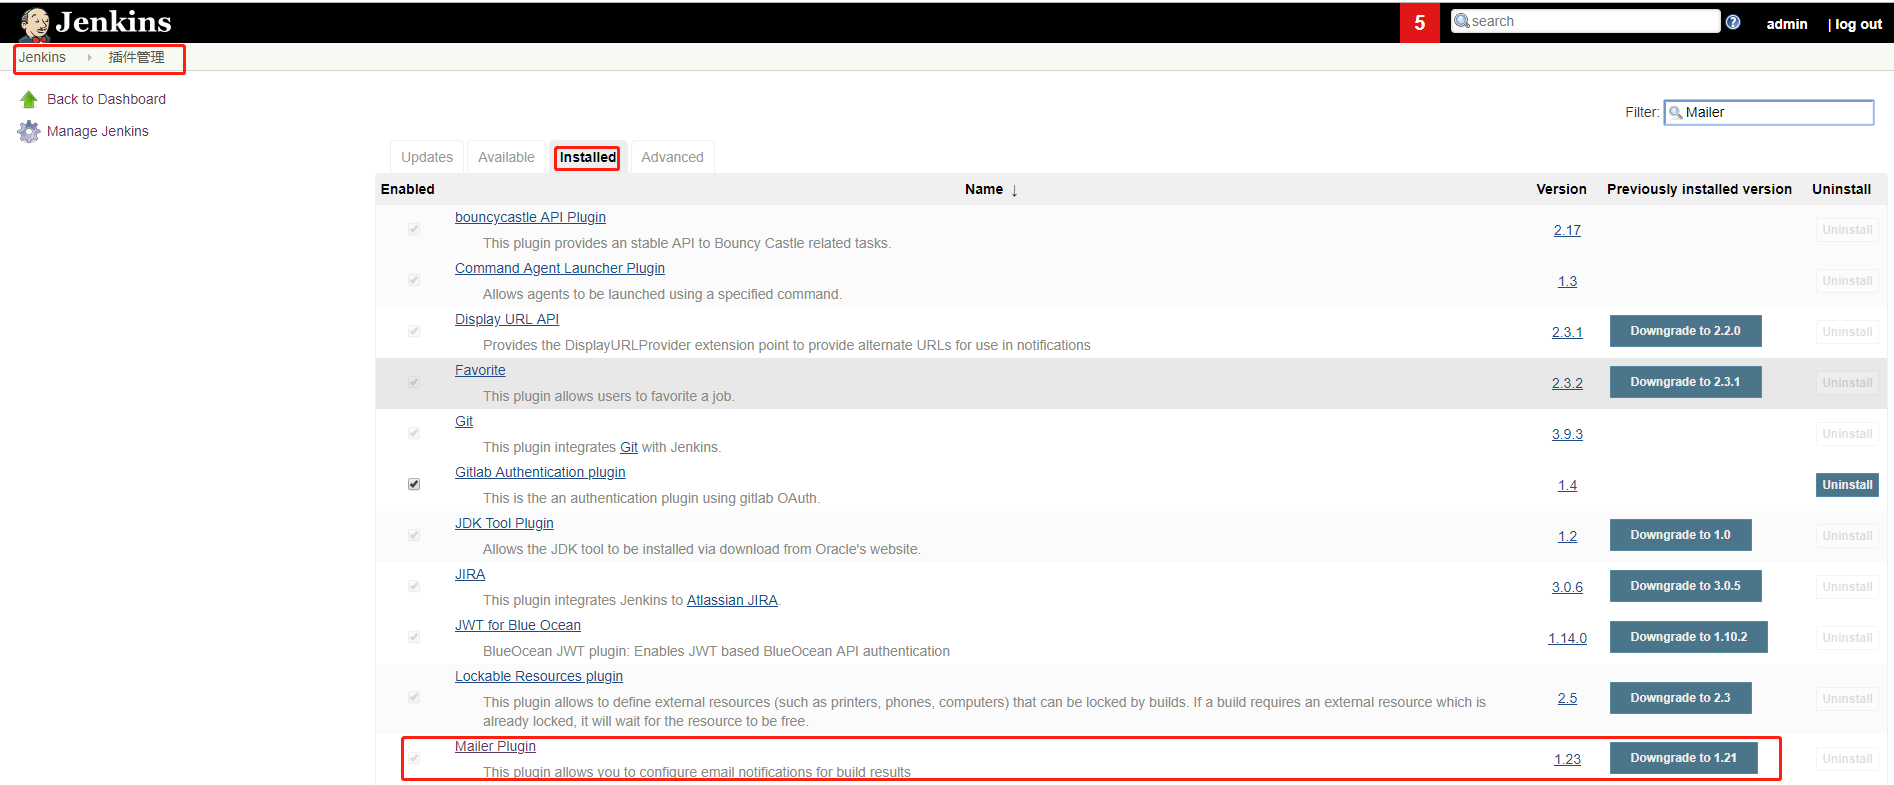 Jenkins
5
search
admin
| log out
Jenkins
插件管理
Back to Dashboard
Manage Jenkins
Filter:
Mailer
Updates
Available
Installed
Advanced
Enabled
Name ↓
Version
Previously installed version
Uninstall
bouncycastle API Plugin
This plugin provides an stable API to Bouncy Castle related tasks.
2.17
Uninstall
Command Agent Launcher Plugin
Allows agents to be launched using a specified command.
1.3
Uninstall
Display URL API
Provides the DisplayURLProvider extension point to provide alternate URLs for use in notifications
2.3.1
Downgrade to 2.2.0
Uninstall
Favorite
This plugin allows users to favorite a job.
2.3.2
Downgrade to 2.3.1
Uninstall
Git
This plugin integrates Git with Jenkins.
3.9.3
Uninstall
Gitlab Authentication plugin
This is the an authentication plugin using gitlab OAuth.
1.4
Uninstall
JDK Tool Plugin
Allows the JDK tool to be installed via download from Oracle's website.
1.2
Downgrade to 1.0
Uninstall
JIRA
This plugin integrates Jenkins to Atlassian JIRA.
3.0.6
Downgrade to 3.0.5
Uninstall
JWT for Blue Ocean
BlueOcean JWT plugin: Enables JWT based BlueOcean API authentication
1.14.0
Downgrade to 1.10.2
Uninstall
Lockable Resources plugin
This plugin allows to define external resources (such as printers, phones, computers) that can be locked by builds. If a build requires an external resource which is
already locked, it will wait for the resource to be free.
2.5
Downgrade to 2.3
Uninstall
Mailer Plugin
This plugin allows you to configure email notifications for build results
1.23
Downgrade to 1.21
Uninstall